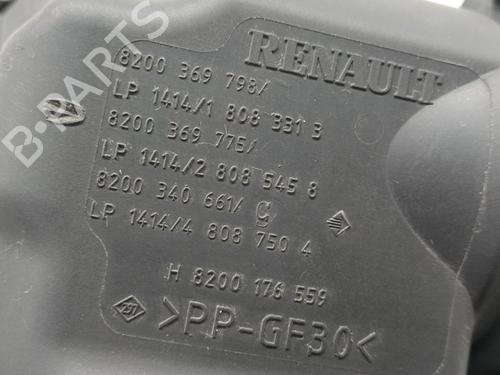 RENAULT
8200 369 798/
LP 1414/1 808 331 3
8200 369 775/
LP 1414/2 808 545 8
8200 340 661/ C
LP 1414/4 808 750 4
H 8200 176 559
297
>PP-GF30<
B-PARTS